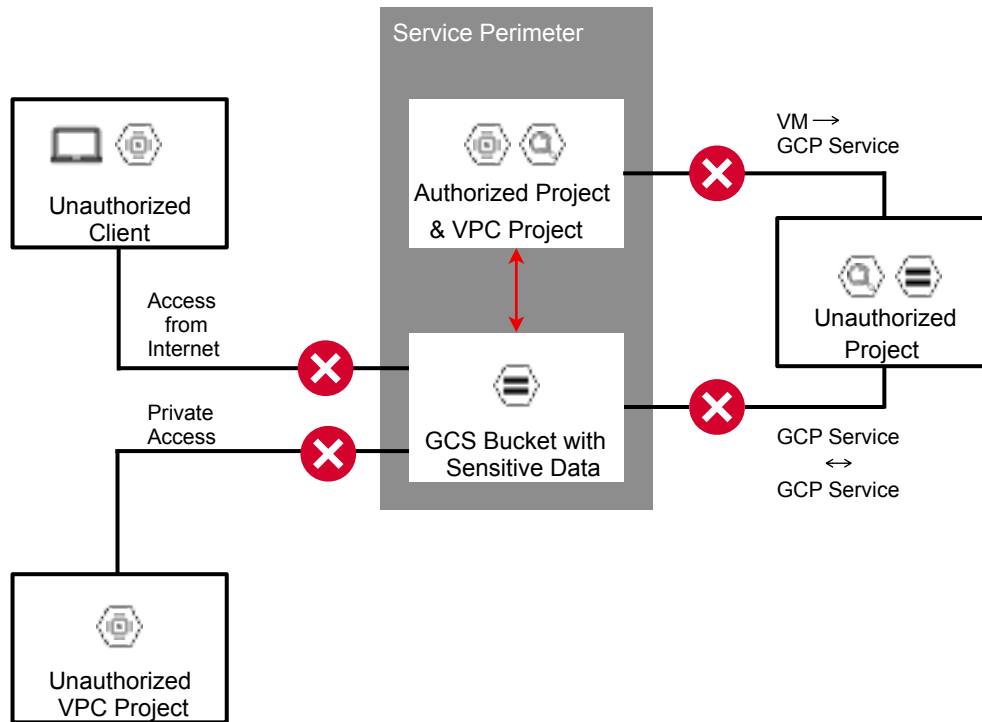 Service Perimeter
Unauthorized
Client
Authorized Project
& VPC Project
VM →
GCP Service
Unauthorized
Project
Access
from
Internet
Private
Access
GCS Bucket with
Sensitive Data
GCP Service
↔
GCP Service
Unauthorized
VPC Project